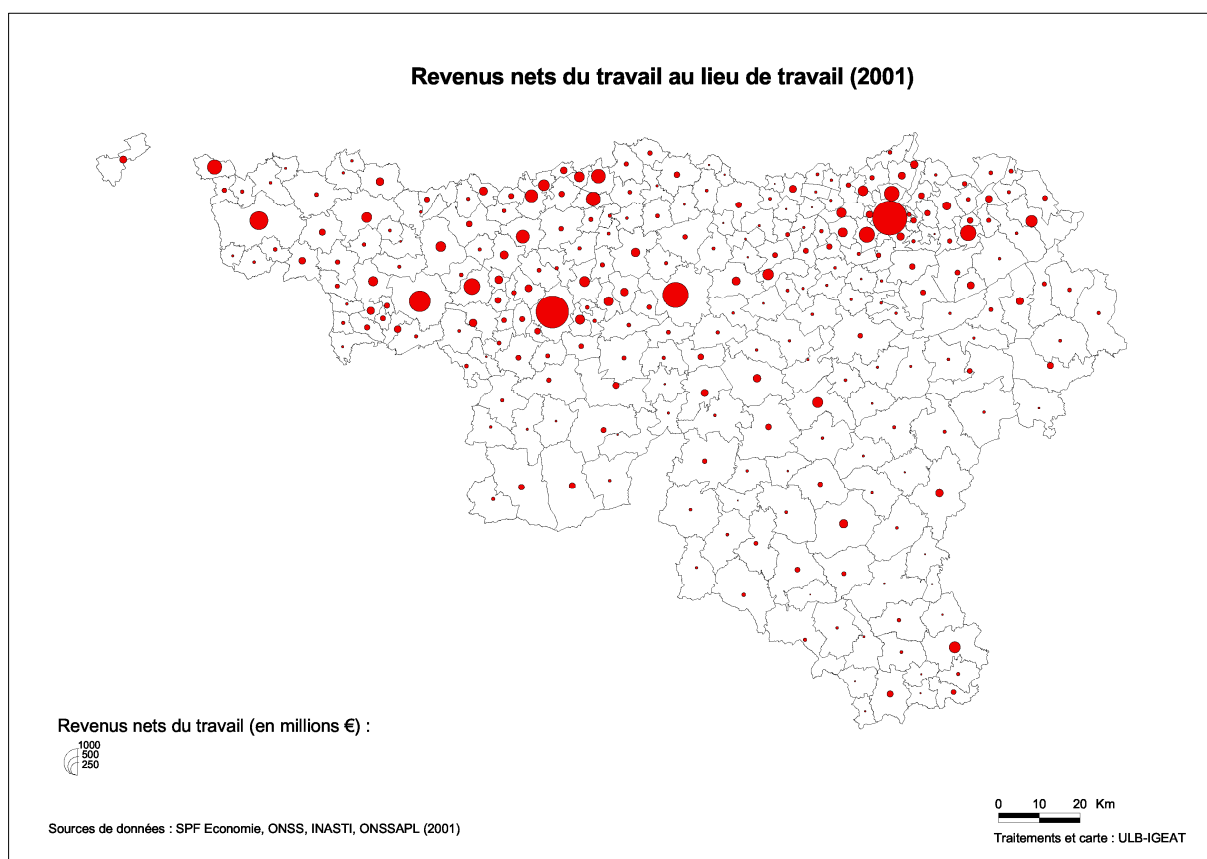 Revenus nets du travail au lieu de travail (2001)
Revenus nets du travail (en millions €) :
1000
500
250
0 10 20 Km
Sources de données : SPF Economie, ONSS, INASTI, ONSSAPL (2001)
Traitements et carte : ULB-IGEAT